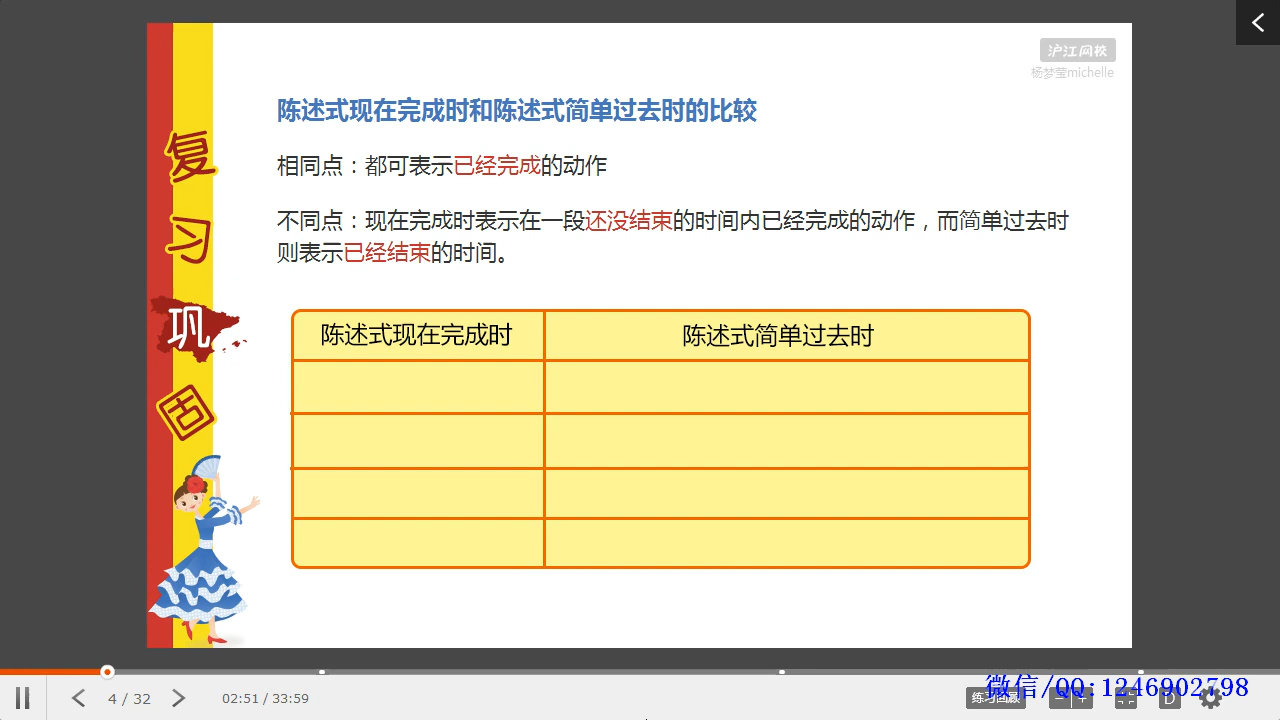 沪江网校
杨梦莹michelle
陈述式现在完成时和陈述式简单过去时的比较
相同点：都可表示已经完成的动作
不同点：现在完成时表示在一段还没结束的时间内已经完成的动作，而简单过去时
则表示已经结束的时间。
复
习
巩
固
陈述式现在完成时
陈述式简单过去时
4 / 32
02:51 / 33:59
练习回顾
D
微信/QQ:1246902798